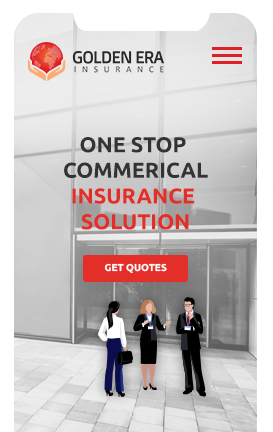 GOLDEN ERA
INSURANCE
ONE STOP
COMMERICAL
INSURANCE
SOLUTION
GET QUOTES